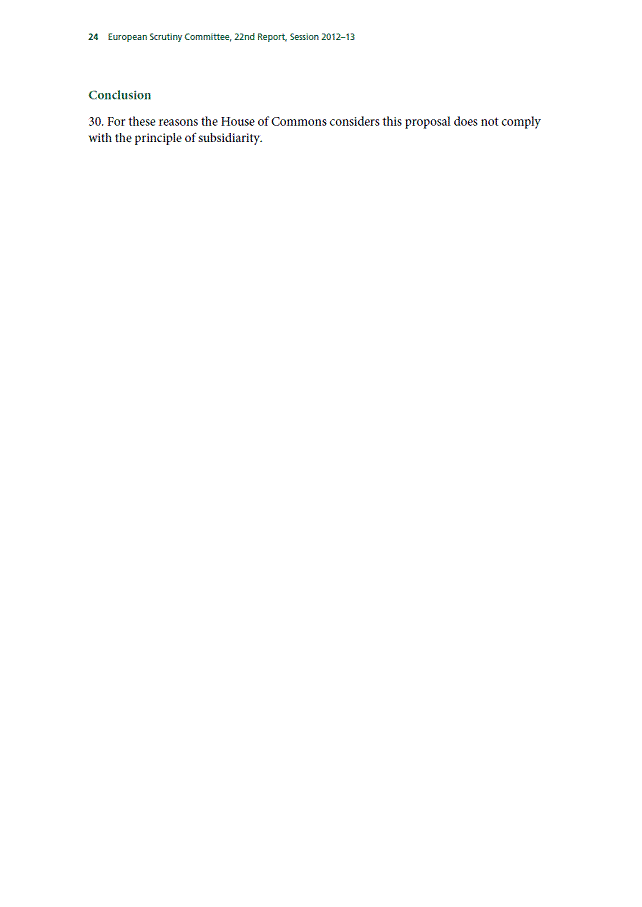 24 European Scrutiny Committee, 22nd Report, Session 2012–13
Conclusion
30. For these reasons the House of Commons considers this proposal does not comply
with the principle of subsidiarity.